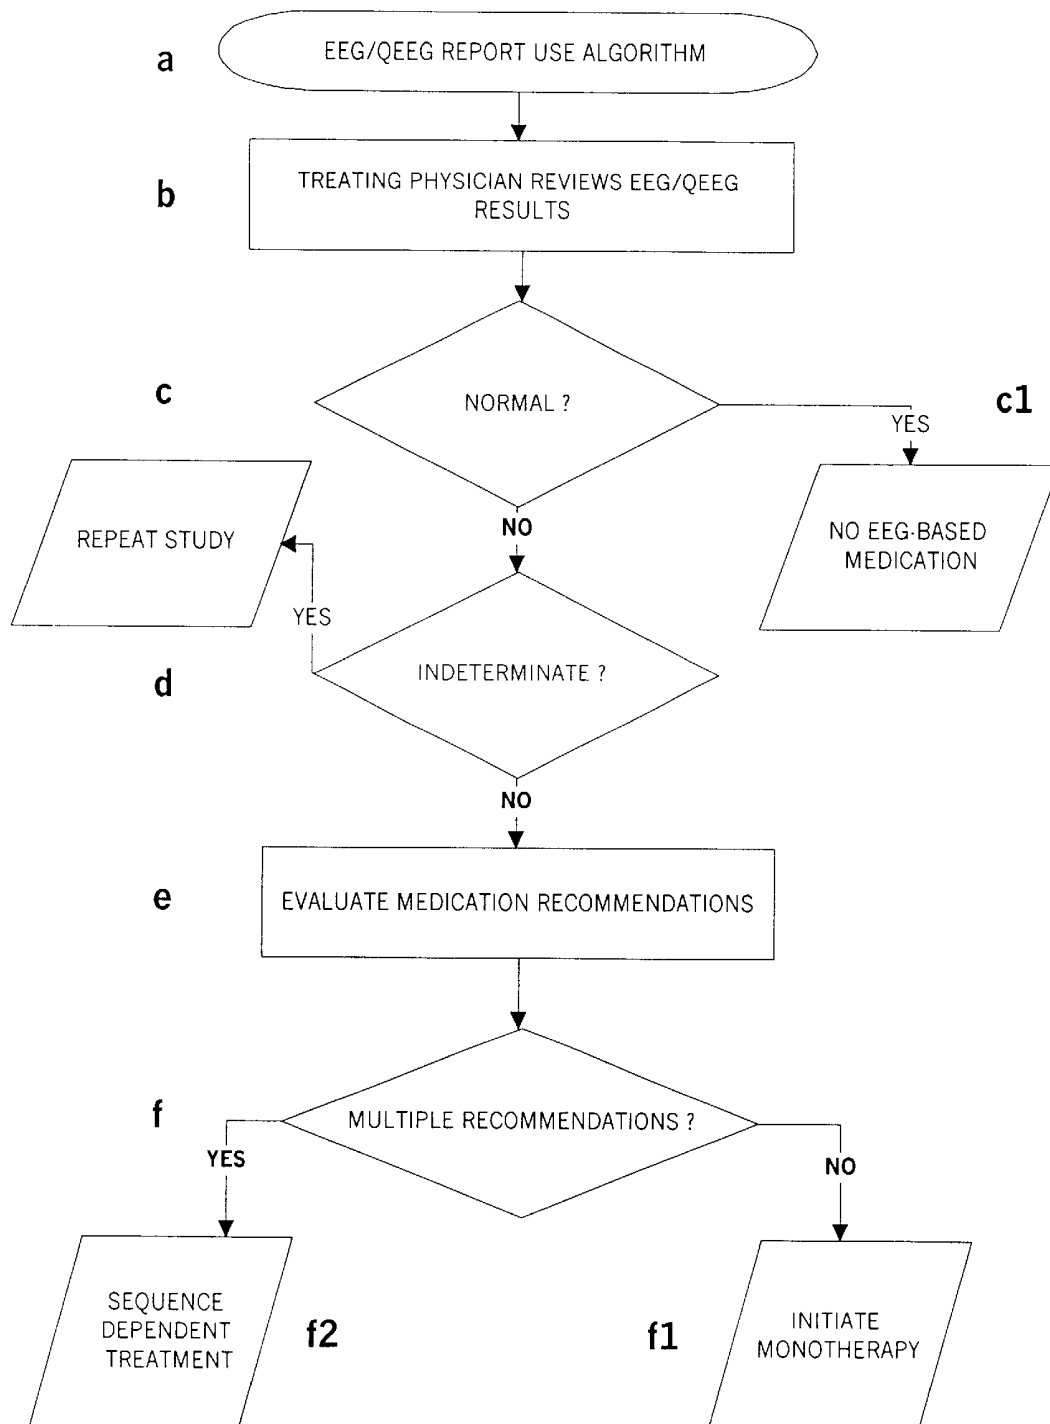 a
EEG/QEEG REPORT USE ALGORITHM
b
TREATING PHYSICIAN REVIEWS EEG/QEEG
RESULTS
c
NORMAL ?
c1
YES
NO EEG-BASED
MEDICATION
NO
REPEAT STUDY
YES
d
INDETERMINATE ?
NO
e
EVALUATE MEDICATION RECOMMENDATIONS
f
MULTIPLE RECOMMENDATIONS ?
YES
NO
SEQUENCE
DEPENDENT
TREATMENT
f2
f1
INITIATE
MONOTHERAPY